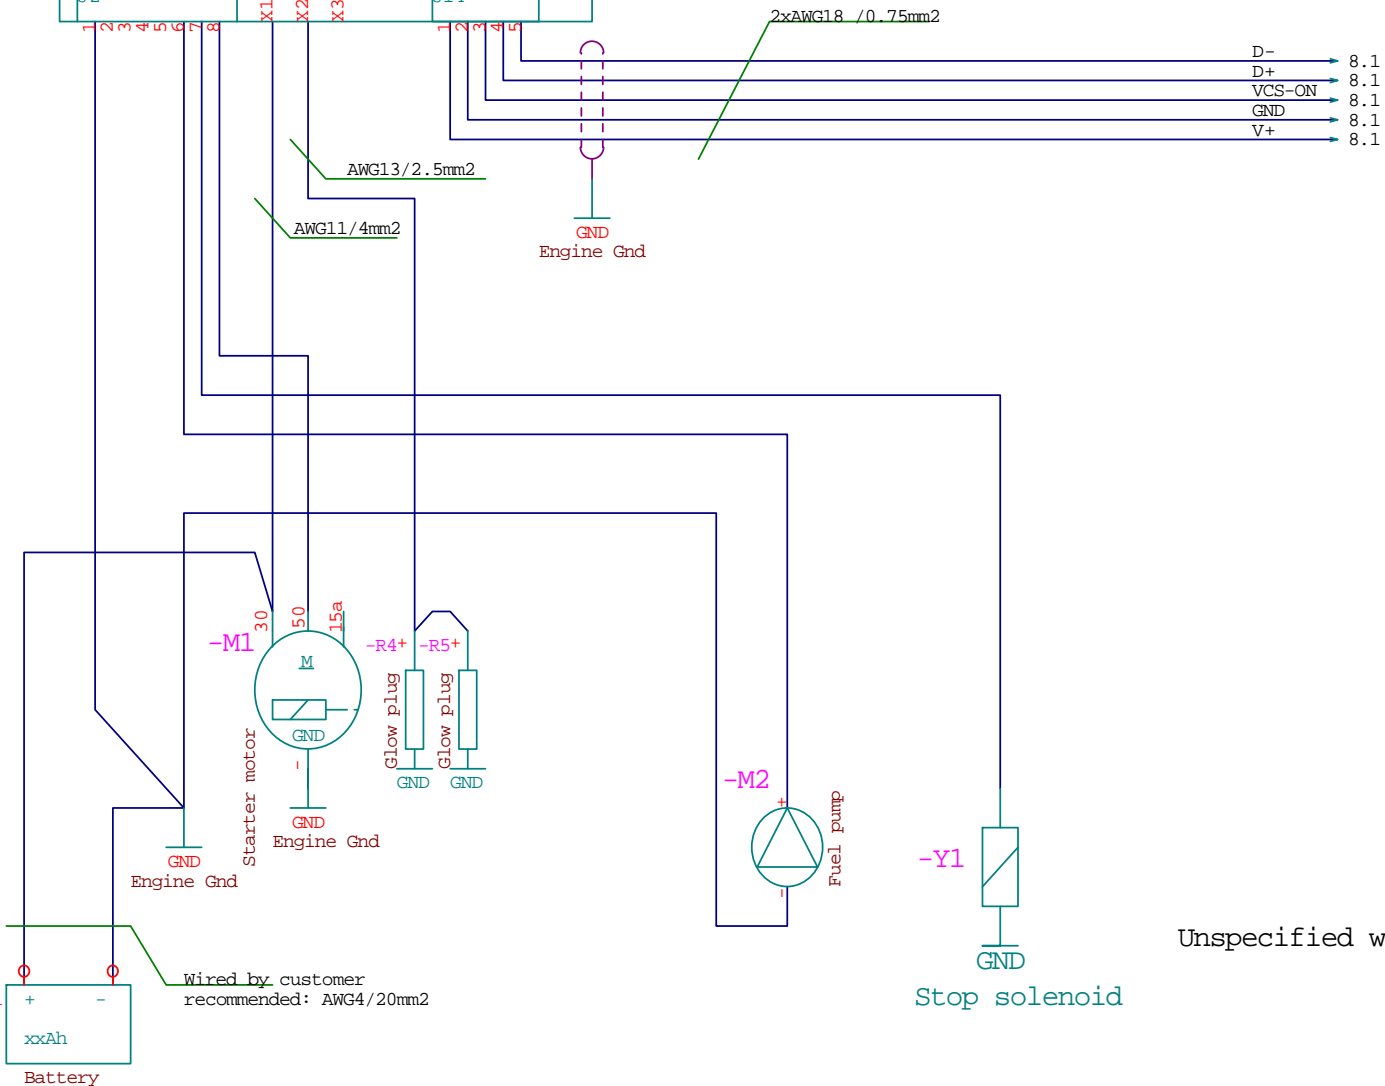 X1
X2
X3
1
2
3
4
5
6
7
8
1
2
3
4
5
2xAWG18 /0.75mm2
D-
8.1
D+
8.1
VCS-ON
8.1
GND
8.1
V+
8.1
AWG13/2.5mm2
AWG11/4mm2
GND
Engine Gnd
-M1
30
50
15a
M
GND
-
Starter motor
GND
Engine Gnd
-R4+
-R5+
Glow plug
Glow plug
GND
GND
-M2
+
-
Fuel pump
-Y1
GND
Stop solenoid
GND
Engine Gnd
Unspecified w
Wired by customer
recommended: AWG4/20mm2
+
-
xxAh
Battery